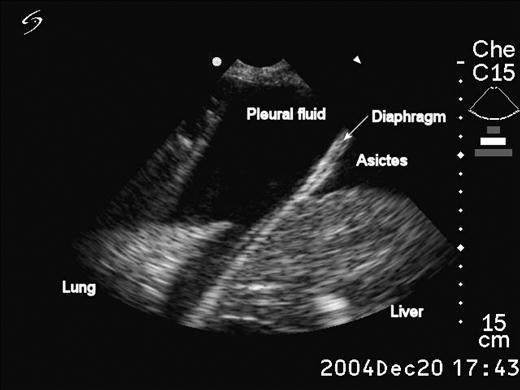 Che
C15
Pleural fluid
Diaphragm
Asictes
Lung
Liver
15
cm
2004Dec20 17:43